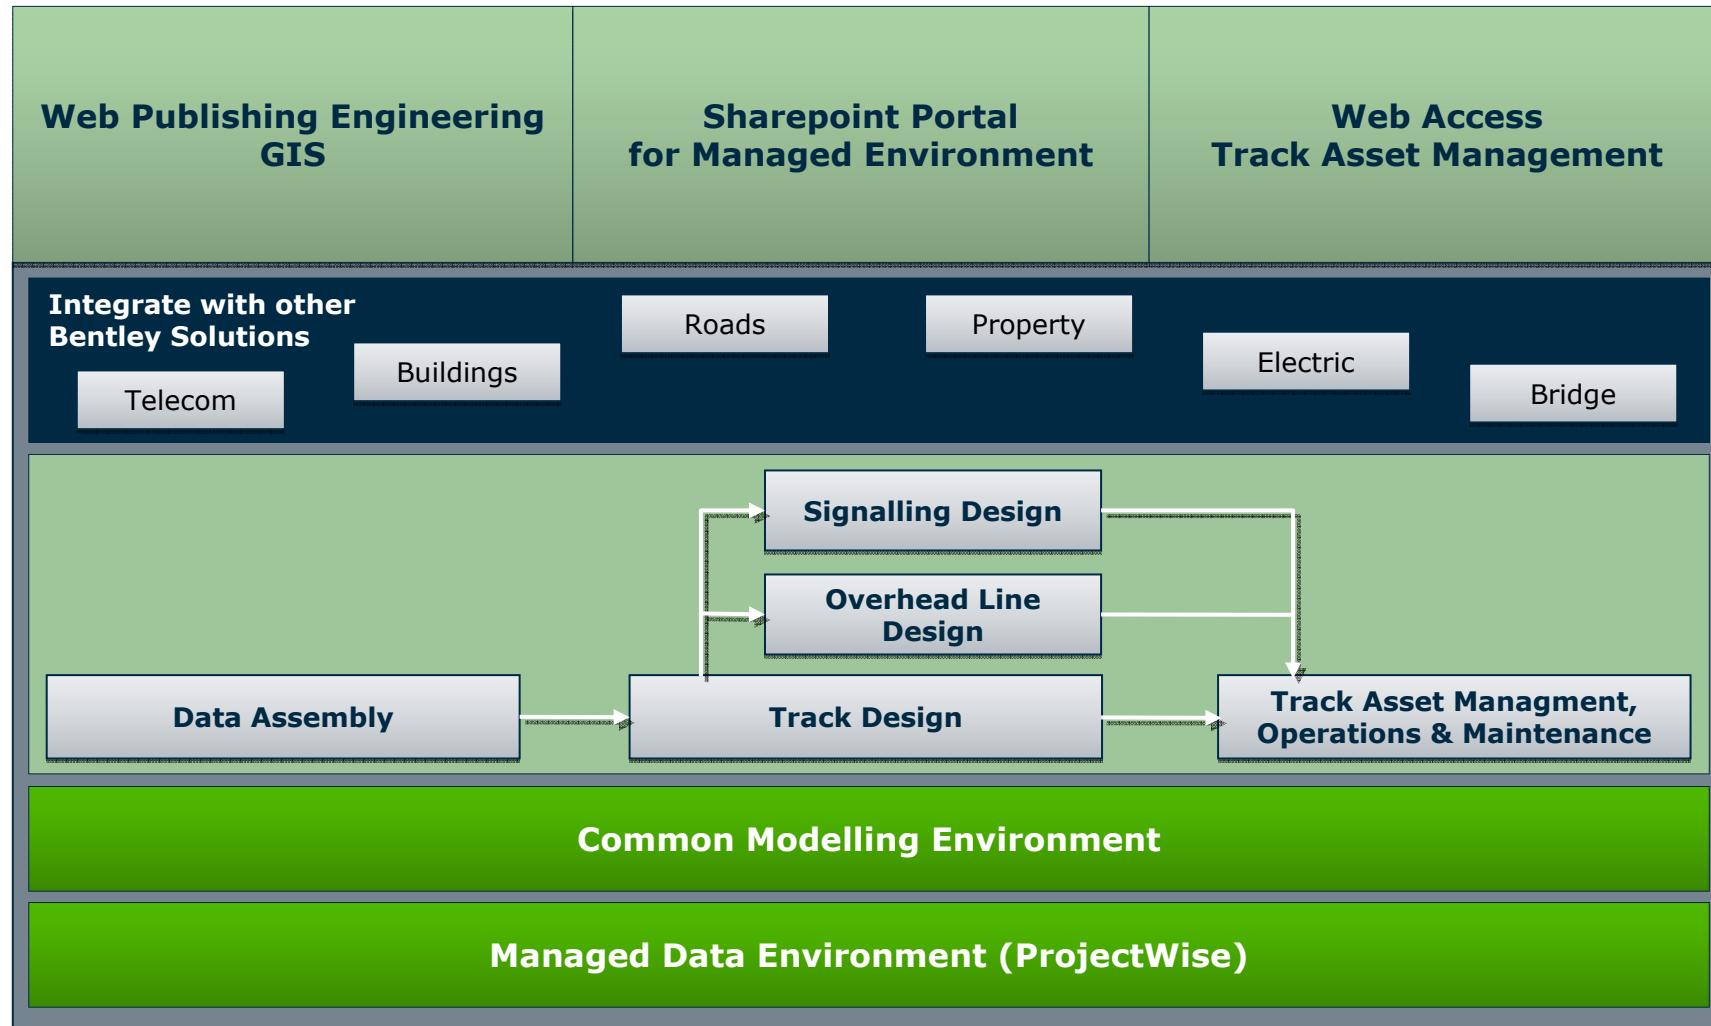 Web Publishing Engineering
GIS
Sharepoint Portal
for Managed Environment
Web Access
Track Asset Management
Integrate with other
Bentley Solutions
Telecom
Buildings
Roads
Property
Electric
Bridge
Signalling Design
Overhead Line
Design
Data Assembly
Track Design
Track Asset Managment,
Operations & Maintenance
Common Modelling Environment
Managed Data Environment (ProjectWise)